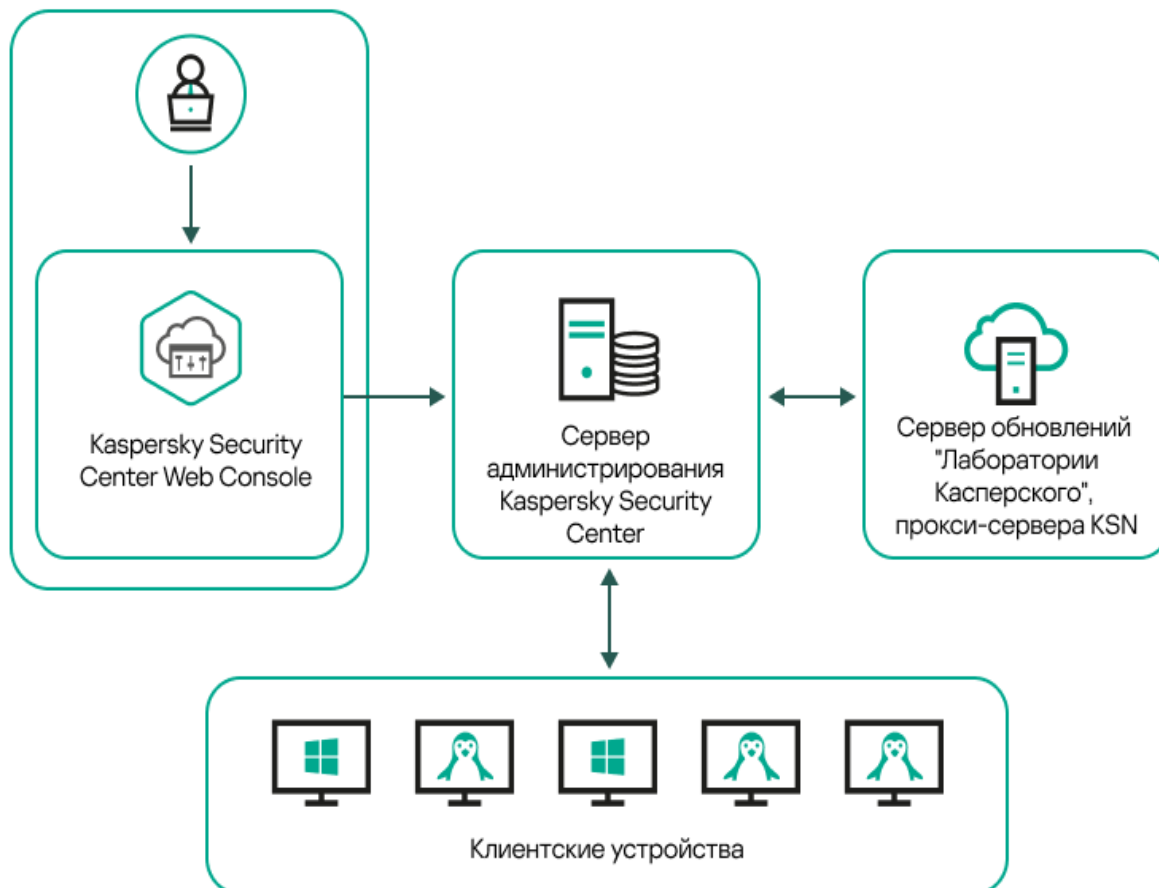 Kaspersky Security
Center Web Console
Сервер
администрирования
Kaspersky Security
Center
Сервер обновлений
"Лаборатории
Касперского",
прокси-сервера KSN
Клиентские устройства